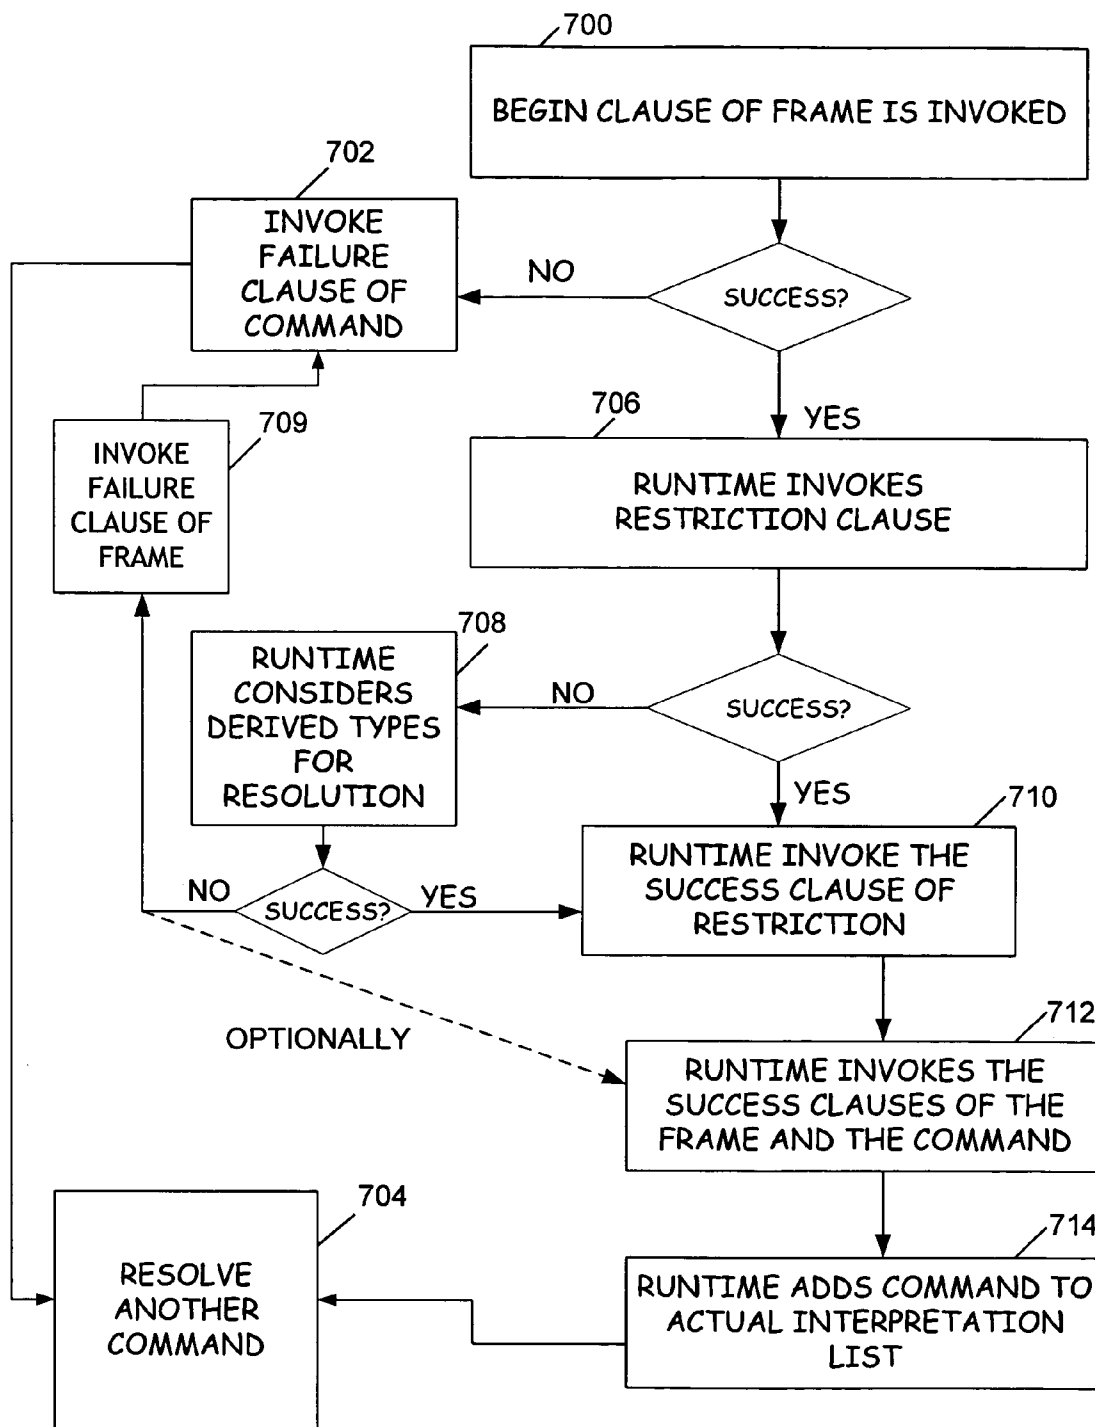 700
BEGIN CLAUSE OF FRAME IS INVOKED
702
INVOKE
FAILURE
CLAUSE OF
COMMAND
NO
SUCCESS?
YES
709
INVOKE
FAILURE
CLAUSE OF
FRAME
706
RUNTIME INVOKES
RESTRICTION CLAUSE
708
RUNTIME
CONSIDERS
DERIVED TYPES
FOR
RESOLUTION
NO
SUCCESS?
YES
710
RUNTIME INVOKE THE
SUCCESS CLAUSE OF
RESTRICTION
NO
SUCCESS?
YES
OPTIONALLY
712
RUNTIME INVOKES THE
SUCCESS CLAUSES OF THE
FRAME AND THE COMMAND
704
RESOLVE
ANOTHER
COMMAND
714
RUNTIME ADDS COMMAND TO
ACTUAL INTERPRETATION
LIST